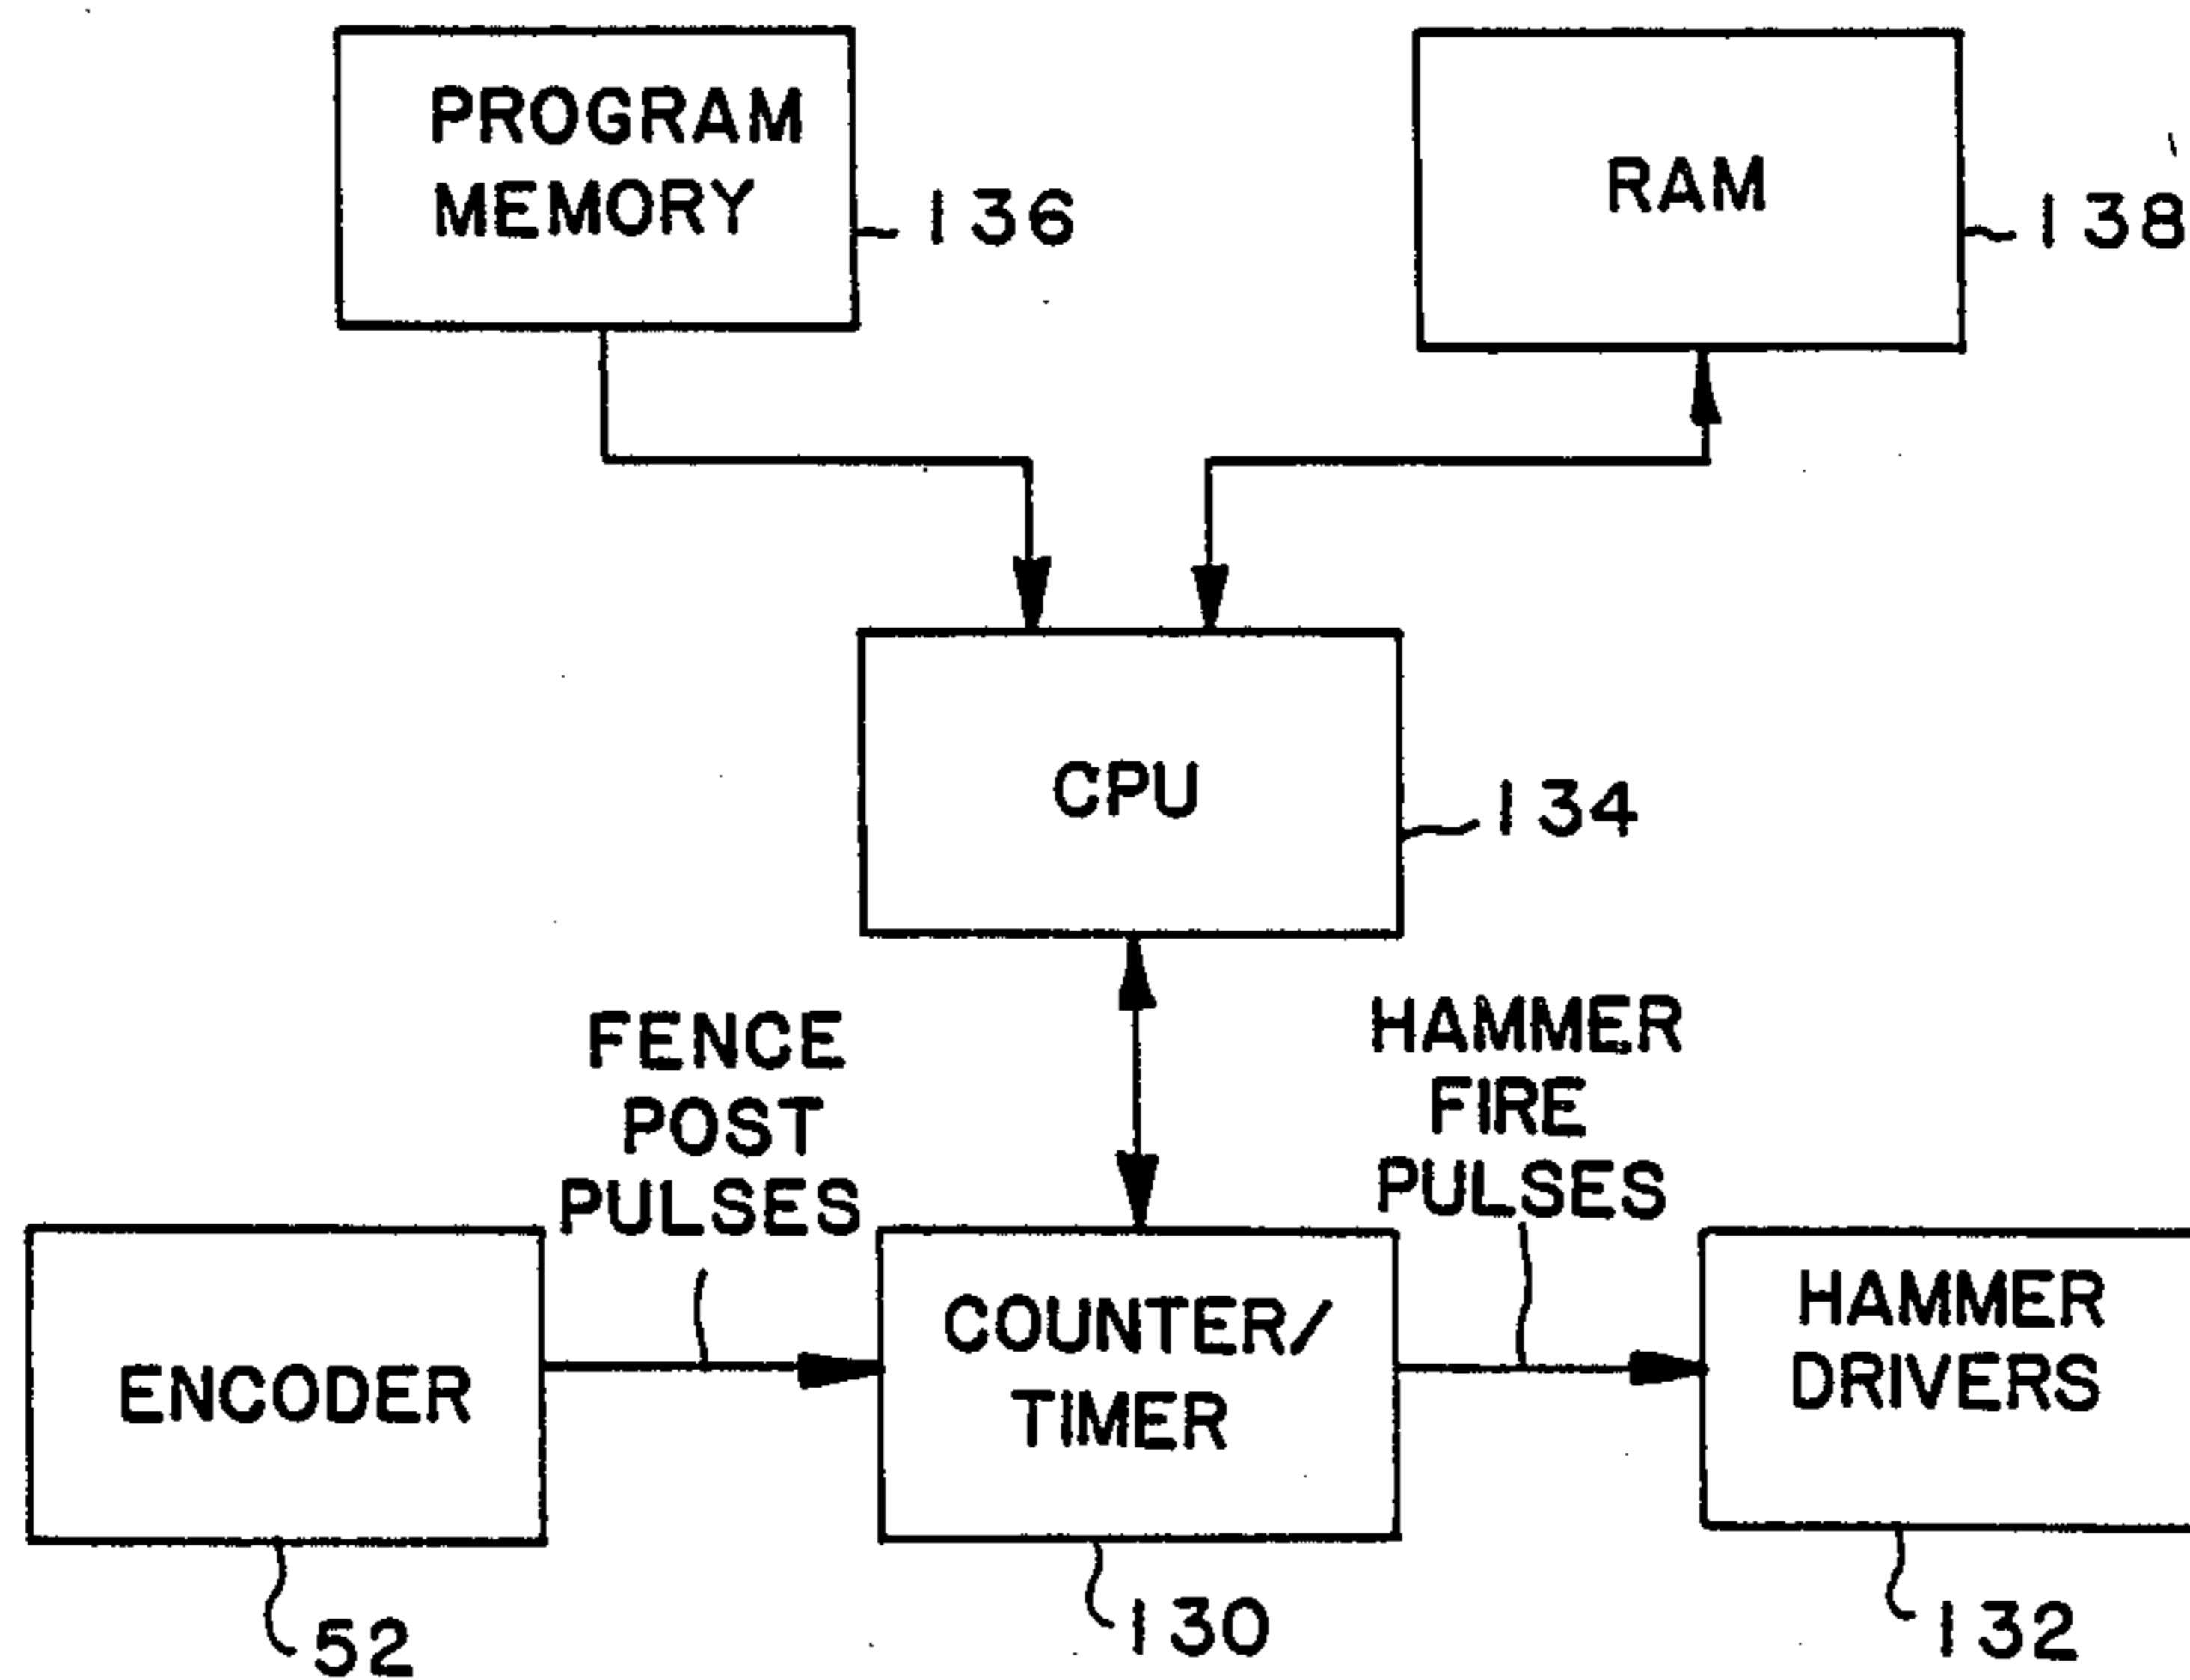 PROGRAM
MEMORY
136
RAM
138
CPU
134
FENCE
POST
PULSES
HAMMER
FIRE
PULSES
ENCODER
52
COUNTER/
TIMER
130
HAMMER
DRIVERS
132